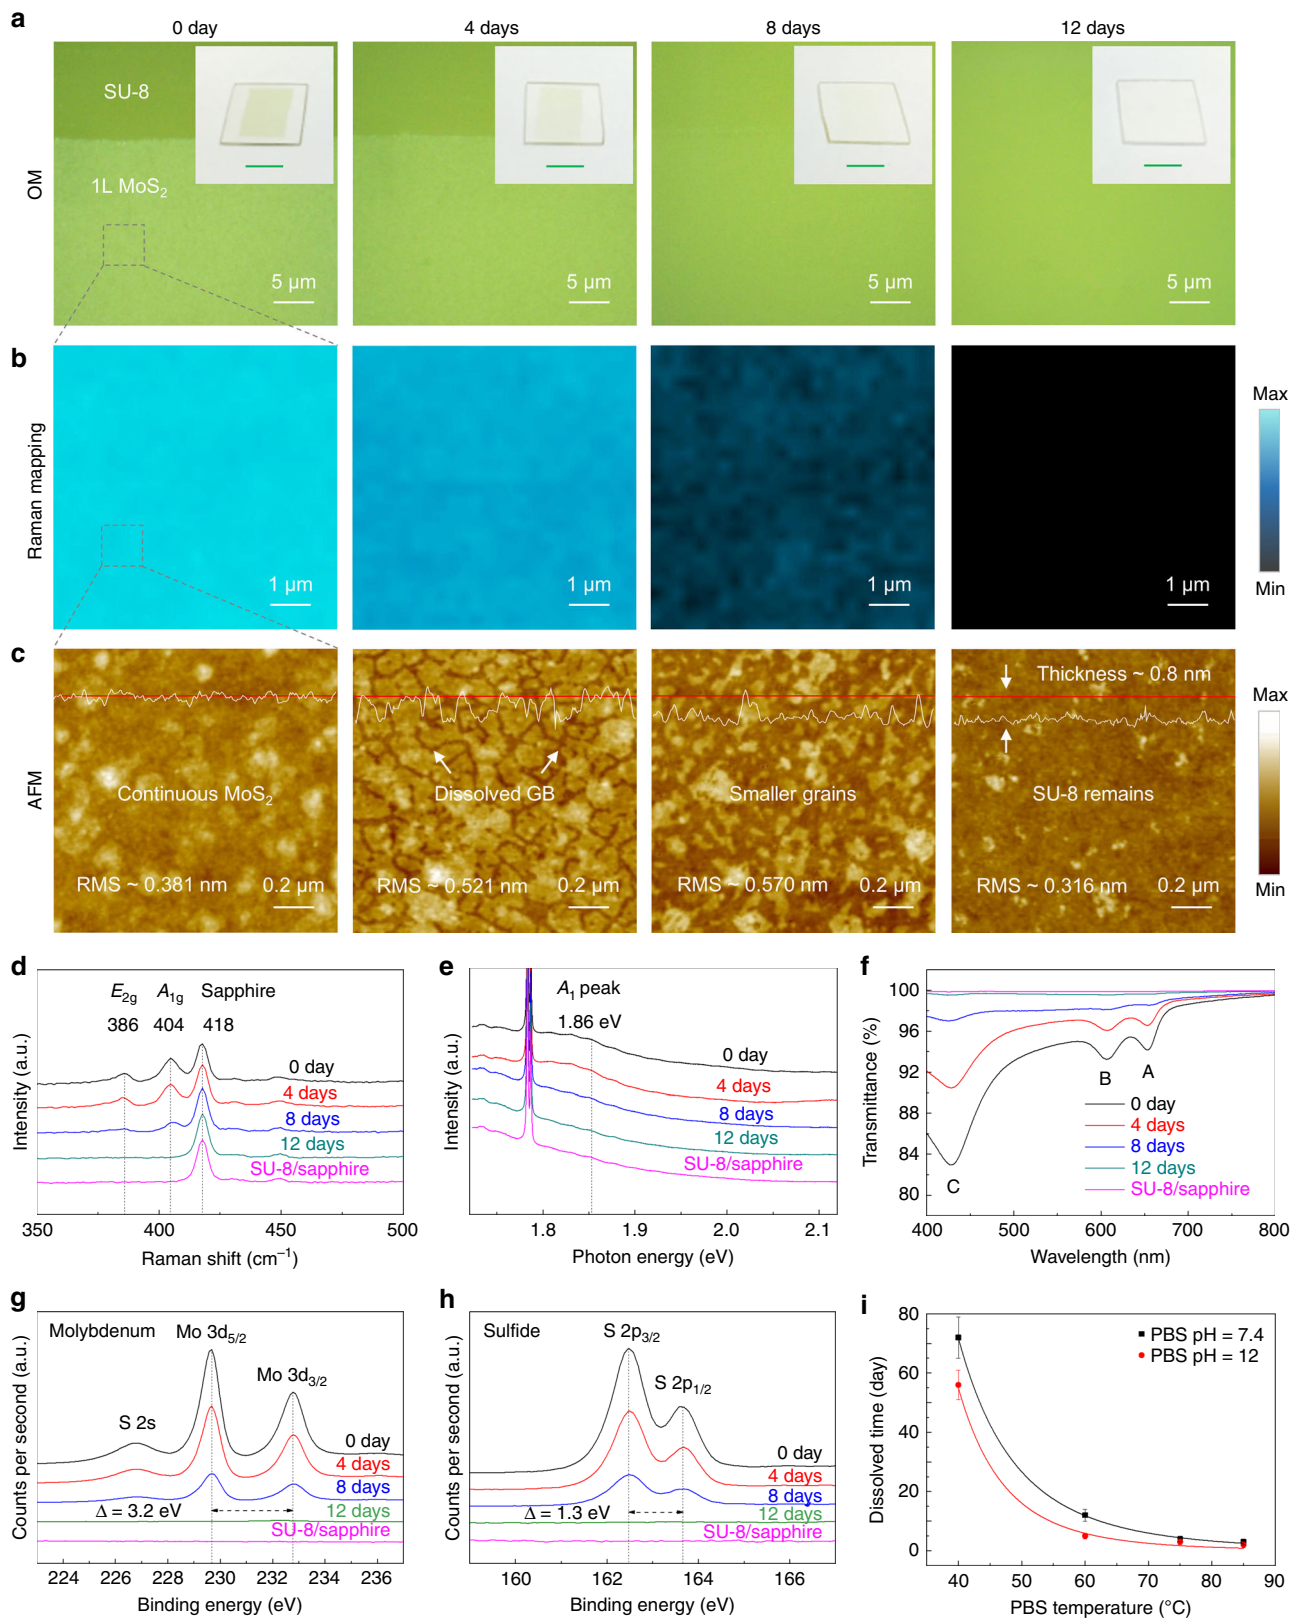 a
0 day
4 days
8 days
12 days
OM
SU-8
1L MoS₂
5 µm
5 µm
5 µm
5 µm
b
Raman mapping
1 µm
1 µm
1 µm
1 µm
Max
Min
c
AFM
Continuous MoS₂
RMS ~ 0.381 nm
0.2 µm
Dissolved GB
RMS ~ 0.521 nm
0.2 µm
Smaller grains
RMS ~ 0.570 nm
0.2 µm
Thickness ~ 0.8 nm
SU-8 remains
RMS ~ 0.316 nm
0.2 µm
Max
Min
d
Intensity (a.u.)
E₂g A₁g Sapphire
386 404 418
0 day
4 days
8 days
12 days
SU-8/sapphire
350 400 450 500
Raman shift (cm⁻¹)
e
Intensity (a.u.)
A₁ peak
1.86 eV
0 day
4 days
8 days
12 days
SU-8/sapphire
1.8 1.9 2.0 2.1
Photon energy (eV)
f
Transmittance (%)
100
96
92
88
84
80
B
A
C
0 day
4 days
8 days
12 days
SU-8/sapphire
400 500 600 700 800
Wavelength (nm)
g
Counts per second (a.u.)
Molybdenum
Mo 3d₅/₂
Mo 3d₃/₂
S 2s
0 day
4 days
8 days
Δ = 3.2 eV
12 days
SU-8/sapphire
224 226 228 230 232 234 236
Binding energy (eV)
h
Counts per second (a.u.)
Sulfide
S 2p₃/₂
S 2p₁/₂
0 day
4 days
8 days
Δ = 1.3 eV
12 days
SU-8/sapphire
160 162 164 166
Binding energy (eV)
i
Dissolved time (day)
80
60
40
20
0
PBS pH = 7.4
PBS pH = 12
40 50 60 70 80 90
PBS temperature (°C)